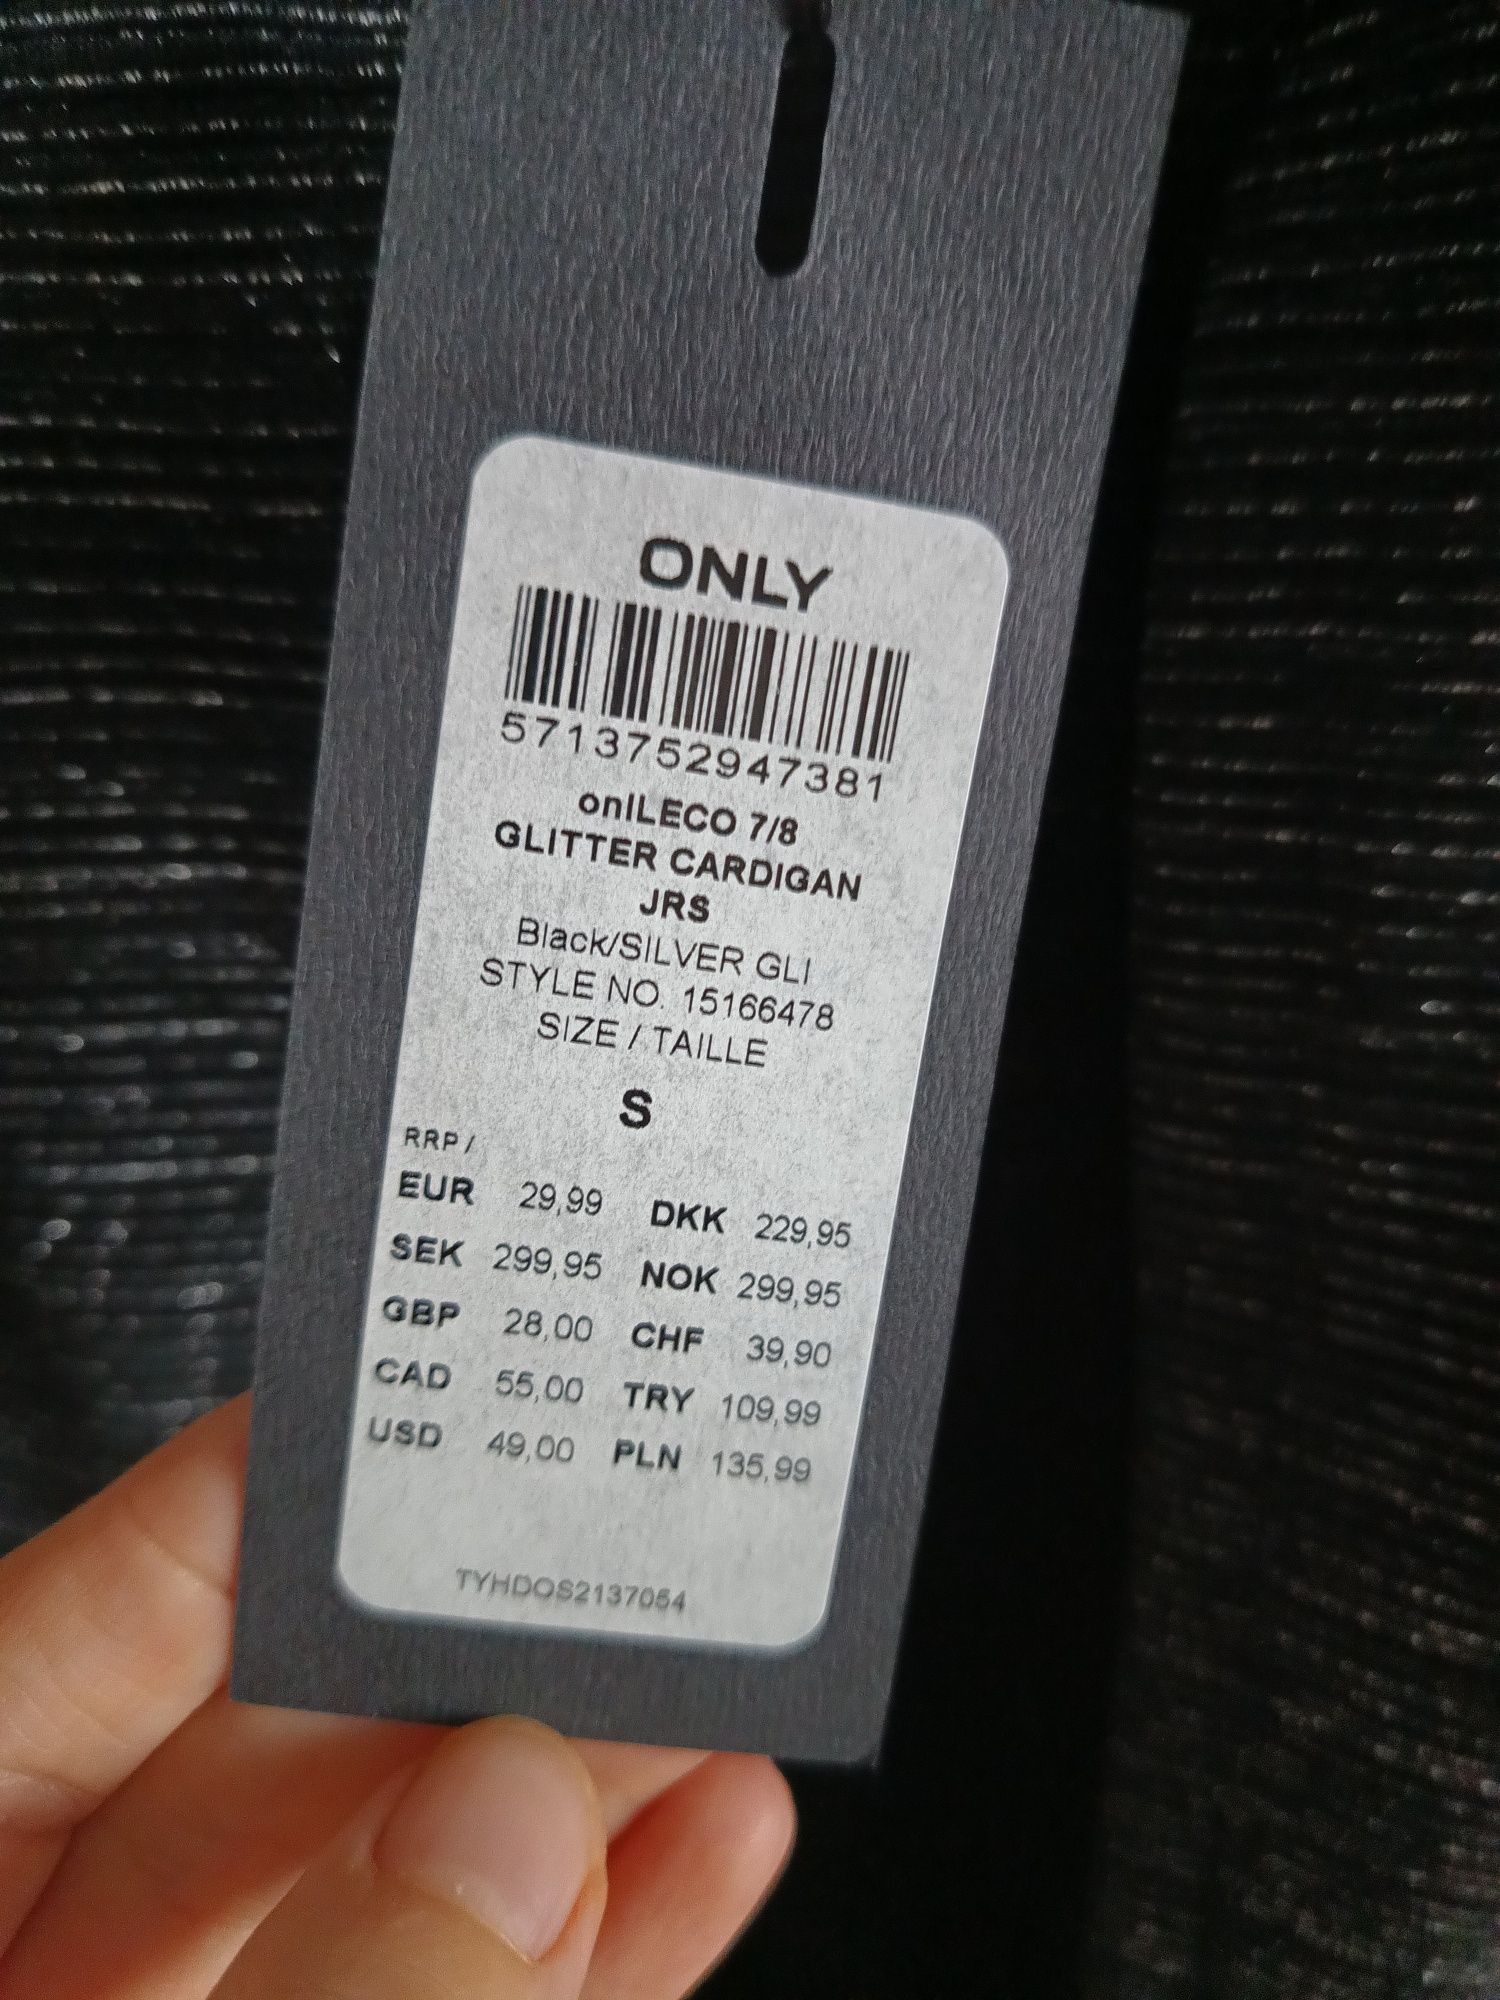 ONLY
5713752947381
onlLECO 7/8
GLITTER CARDIGAN
JRS
Black/SILVER GLI
STYLE NO. 15166478
SIZE / TAILLE
S
RRP /
EUR 29,99 DKK 229,95
SEK 299,95 NOK 299,95
GBP 28,00 CHF 39,90
CAD 55,00 TRY 109,99
USD 49,00 PLN 135,99
TYHDOS2137054